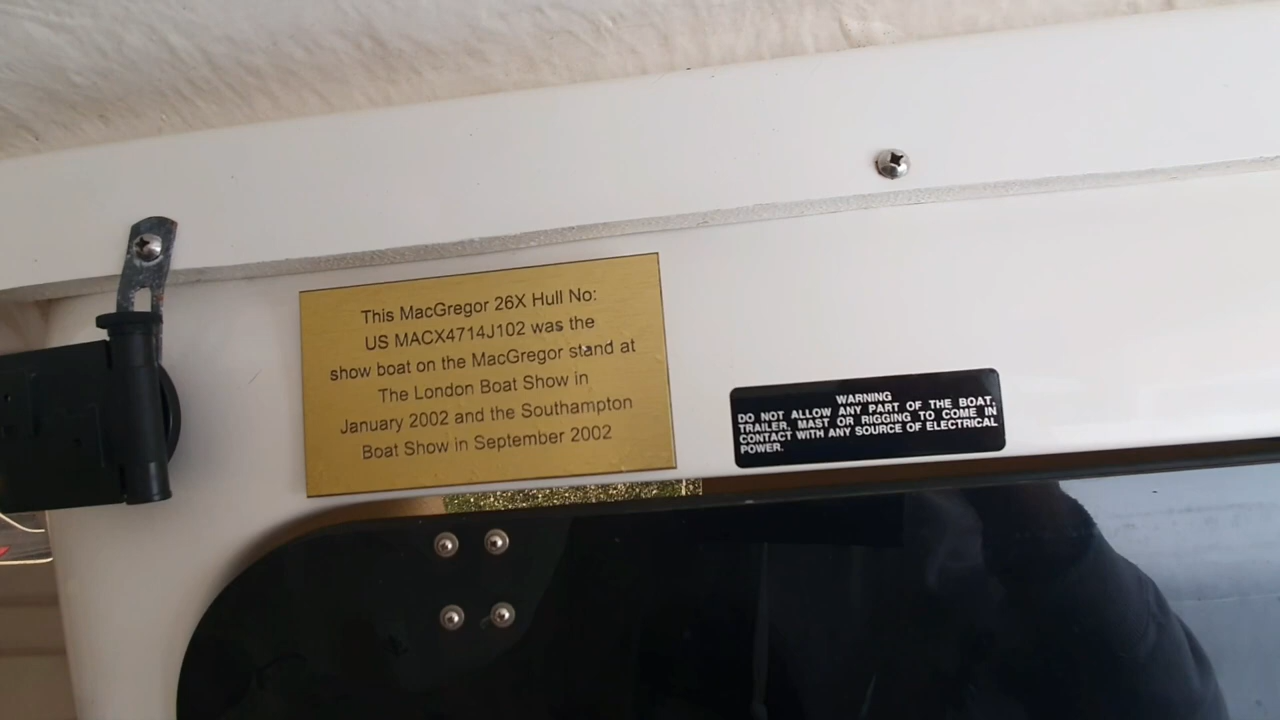 This MacGregor 26X Hull No:
US MACX4714J102 was the
show boat on the MacGregor stand at
The London Boat Show in
January 2002 and the Southampton
Boat Show in September 2002
WARNING
DO NOT ALLOW ANY PART OF THE BOAT,
TRAILER, MAST OR RIGGING TO COME IN
CONTACT WITH ANY SOURCE OF ELECTRICAL
POWER.